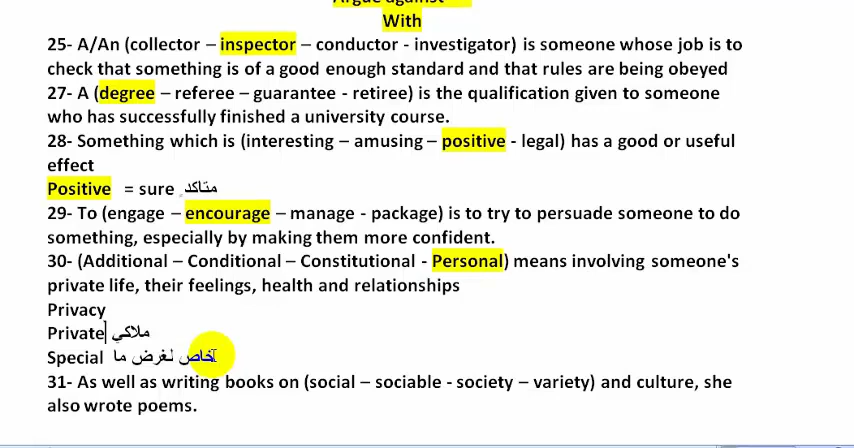 Argue against
With
25- A/An (collector – inspector – conductor - investigator) is someone whose job is to
check that something is of a good enough standard and that rules are being obeyed
27- A (degree – referee – guarantee - retiree) is the qualification given to someone
who has successfully finished a university course.
28- Something which is (interesting – amusing – positive - legal) has a good or useful
effect
Positive = sure متاكد
29- To (engage – encourage – manage - package) is to try to persuade someone to do
something, especially by making them more confident.
30- (Additional – Conditional – Constitutional - Personal) means involving someone's
private life, their feelings, health and relationships
Privacy
Private ملاكي
Special خاص لغرض ما
31- As well as writing books on (social – sociable - society – variety) and culture, she
also wrote poems.